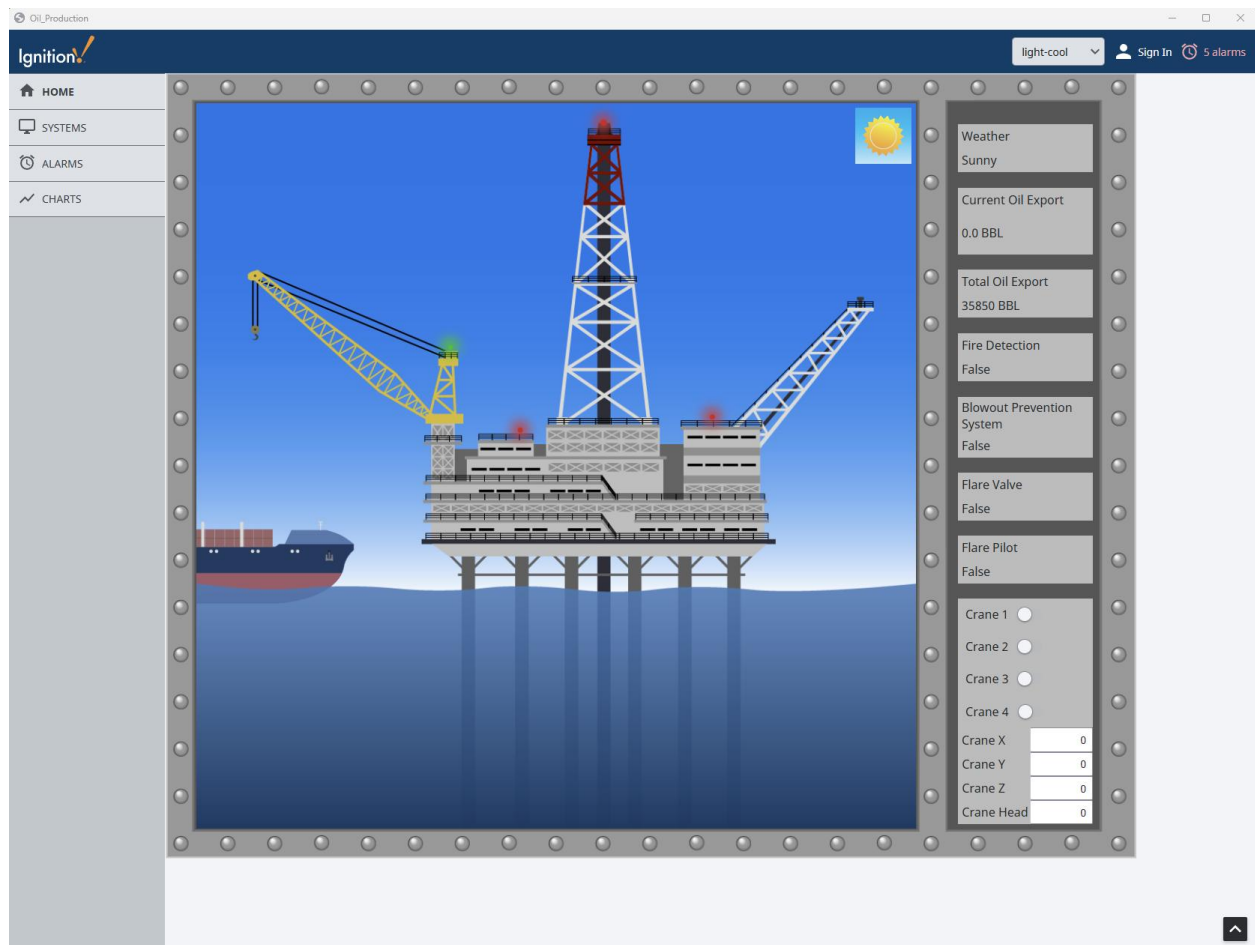 Oil_Production
Ignition!
light-cool
Sign In
5 alarms
HOME
SYSTEMS
ALARMS
CHARTS
Weather
Sunny
Current Oil Export
0.0 BBL
Total Oil Export
35850 BBL
Fire Detection
False
Blowout Prevention
System
False
Flare Valve
False
Flare Pilot
False
Crane 1
Crane 2
Crane 3
Crane 4
Crane X 0
Crane Y 0
Crane Z 0
Crane Head 0